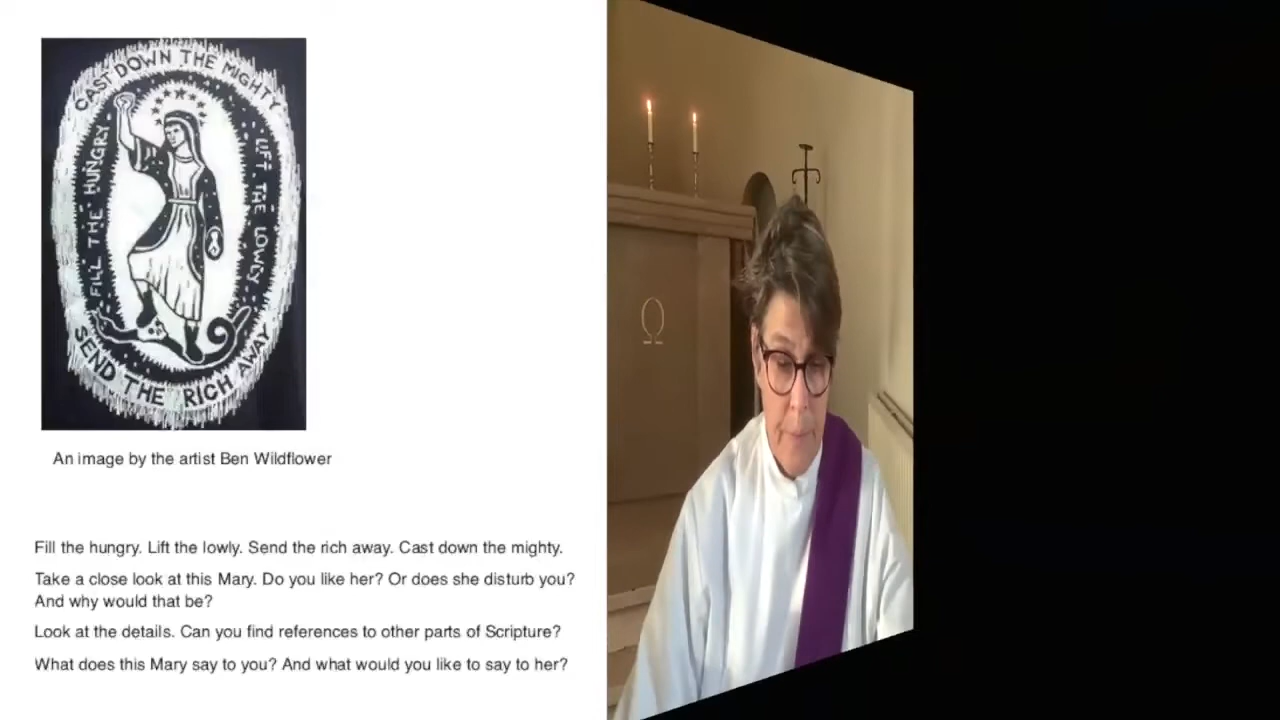 CAST DOWN THE MIGHTY
FILL THE HUNGRY
LIFT THE LOWLY
SEND THE RICH AWAY
Ω
An image by the artist Ben Wildflower
Fill the hungry. Lift the lowly. Send the rich away. Cast down the mighty.
Take a close look at this Mary. Do you like her? Or does she disturb you?
And why would that be?
Look at the details. Can you find references to other parts of Scripture?
What does this Mary say to you? And what would you like to say to her?